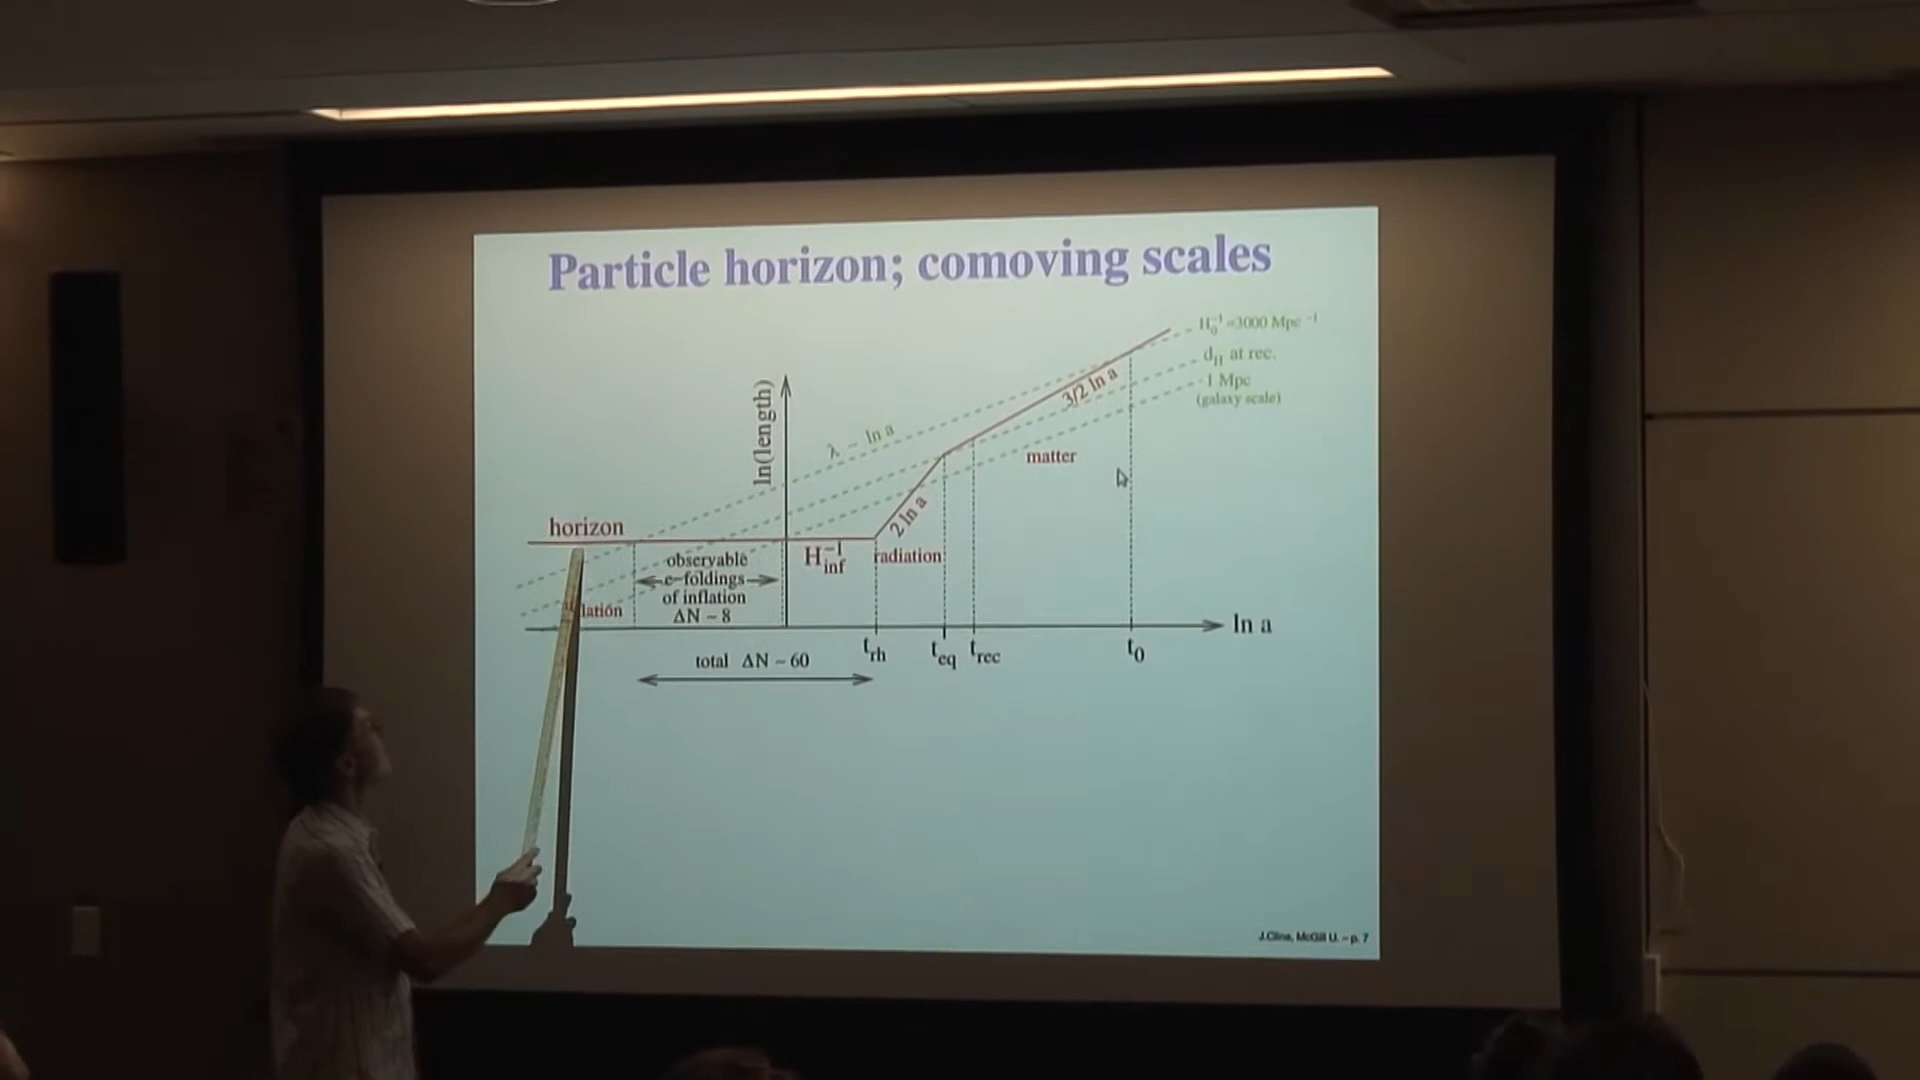 Particle horizon; comoving scales
H₀⁻¹=3000 Mpc⁻¹
d_H at rec.
1 Mpc
(galaxy scale)
ln(length)
λ ~ ln a
3/2 ln a
matter
horizon
2 ln a
H⁻¹inf
radiation
observable
e-foldings
of inflation
ΔN ~ 8
ln a
t_rh
t_eq
t_rec
t₀
total ΔN ~ 60
J.Cline, McGill U. – p. 7